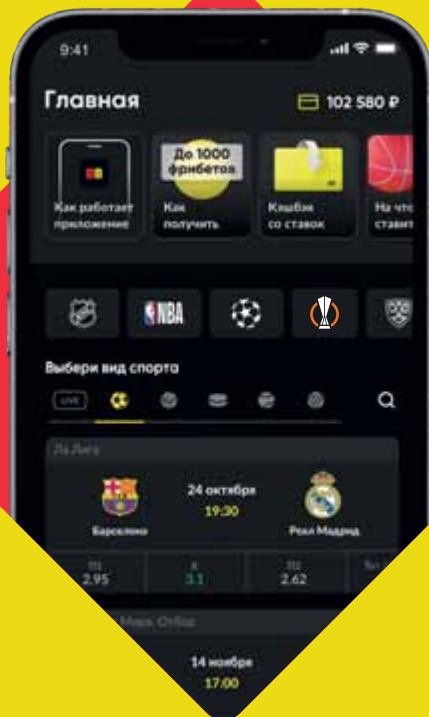 9:41
Главная
102 580 ₽
До 1000
фрибетов
Как работает
приложение
Как
получить
Кэшбэк
со ставок
На что
ставит
NBA
Выбери вид спорта
LIVE
Ла Лига
24 октября
19:30
Барселона
Реал Мадрид
П1
X
П2
2.95
3.1
2.62
Мира. Отбор
14 ноября
17:00